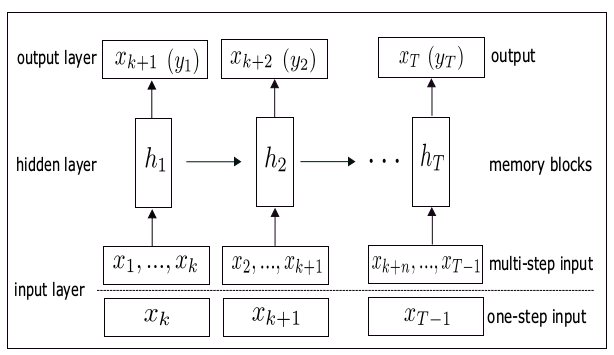 output layer x_{k+1} (y_1) x_{k+2} (y_2) x_T (y_T) output
hidden layer h_1 h_2 ... h_T memory blocks
x_1,...,x_k x_2,...,x_{k+1} x_{k+n},...,x_{T-1} multi-step input
input layer
x_k x_{k+1} x_{T-1} one-step input